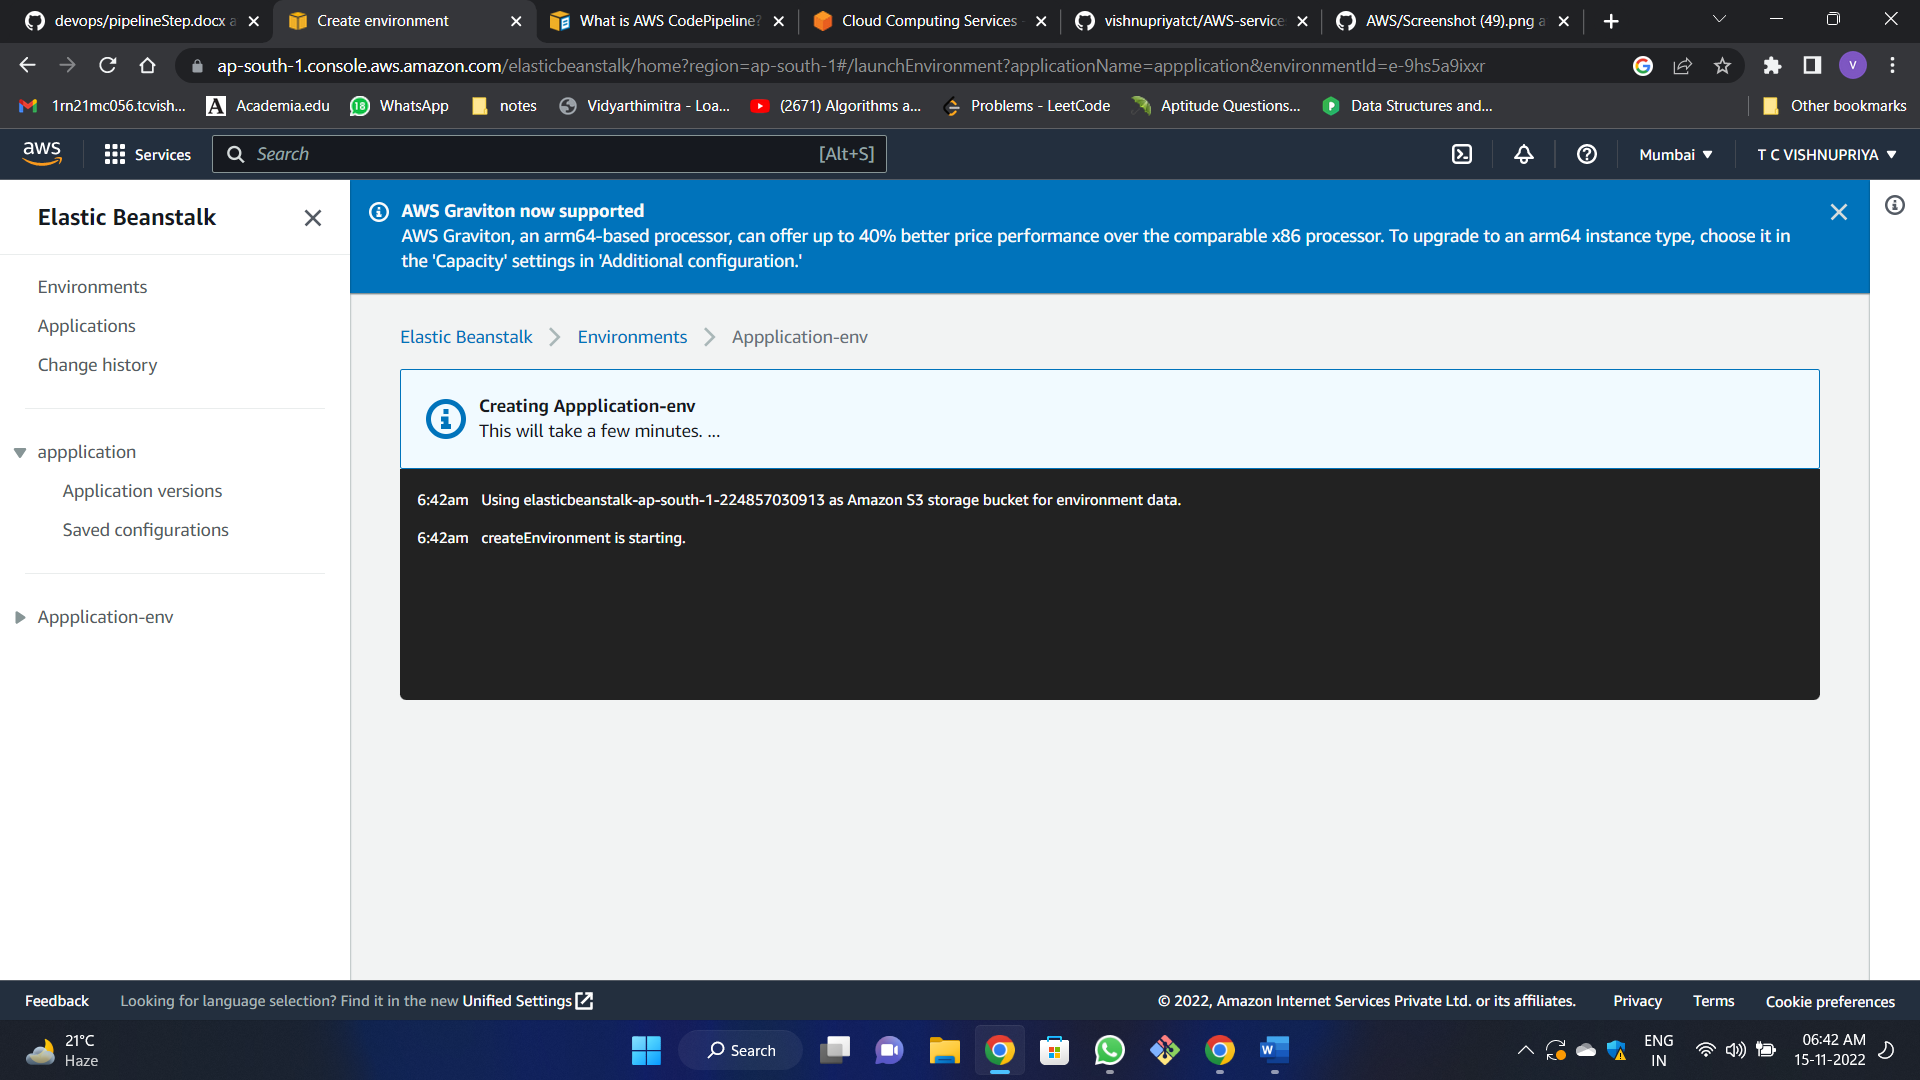 devops/pipelineStep.docx a
Create environment
What is AWS CodePipeline?
Cloud Computing Services -
vishnupriyatct/AWS-service
AWS/Screenshot (49).png a
ap-south-1.console.aws.amazon.com/elasticbeanstalk/home?region=ap-south-1#/launchEnvironment?applicationName=appplication&environmentId=e-9hs5a9ixxr
V
1rn21mc056.tcvish...
Academia.edu
WhatsApp
notes
Vidyarthimitra - Loa...
(2671) Algorithms a...
Problems - LeetCode
Aptitude Questions...
Data Structures and...
Other bookmarks
aws
Services
Search
[Alt+S]
Mumbai
T C VISHNUPRIYA
Elastic Beanstalk
Environments
Applications
Change history
appplication
Application versions
Saved configurations
Appplication-env
AWS Graviton now supported
AWS Graviton, an arm64-based processor, can offer up to 40% better price performance over the comparable x86 processor. To upgrade to an arm64 instance type, choose it in
the 'Capacity' settings in 'Additional configuration.'
Elastic Beanstalk
Environments
Appplication-env
Creating Appplication-env
This will take a few minutes. ...
6:42am Using elasticbeanstalk-ap-south-1-224857030913 as Amazon S3 storage bucket for environment data.
6:42am createEnvironment is starting.
Feedback
Looking for language selection? Find it in the new Unified Settings
© 2022, Amazon Internet Services Private Ltd. or its affiliates.
Privacy
Terms
Cookie preferences
21°C
Haze
Search
ENG
IN
06:42 AM
15-11-2022